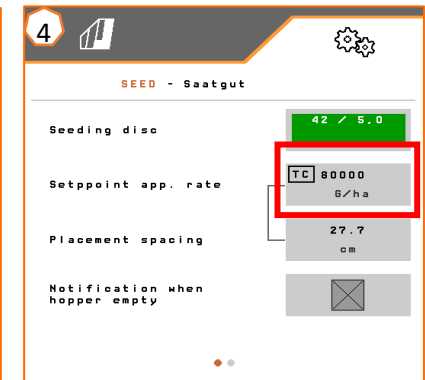 4
SEED - Saatgut
Seeding disc
42 / 5,0
Setppoint app. rate
TC 80000
G/ha
Placement spacing
27.7
cm
Notification when
hopper empty